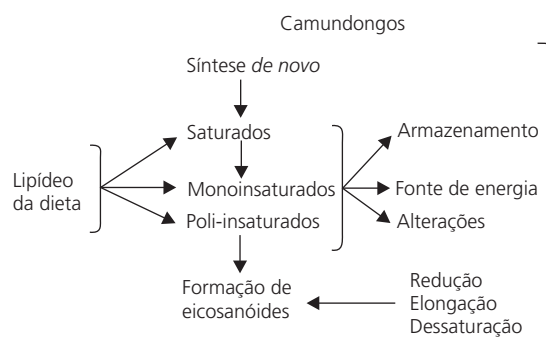 Camundongos
Síntese de novo
Saturados
Monoinsaturados
Poli-insaturados
Lipídeo
da dieta
Armazenamento
Fonte de energia
Alterações
Formação de
eicosanóides
Redução
Elongação
Dessaturação